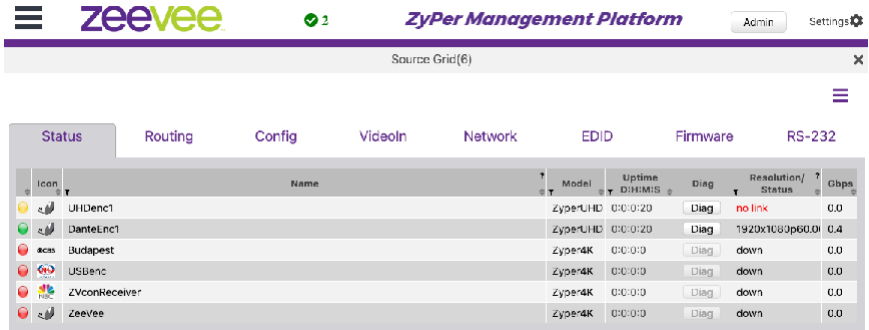 zeevee 2 ZyPer Management Platform Admin Settings
Source Grid(6) ×
Status Routing Config VideoIn Network EDID Firmware RS-232
Icon Name ? Model Uptime D:H:M:S Diag Resolution/ Status ? Gbps
UHDenc1 ZyperUHD 0:0:0:20 Diag no link 0.0
DanteEnc1 ZyperUHD 0:0:0:20 Diag 1920x1080p60.0 0.4
CBS Budapest Zyper4K 0:0:0:0 Diag down 0.0
USBenc Zyper4K 0:0:0:0 Diag down 0.0
NBC ZVconReceiver Zyper4K 0:0:0:0 Diag down 0.0
ZeeVee Zyper4K 0:0:0:0 Diag down 0.0